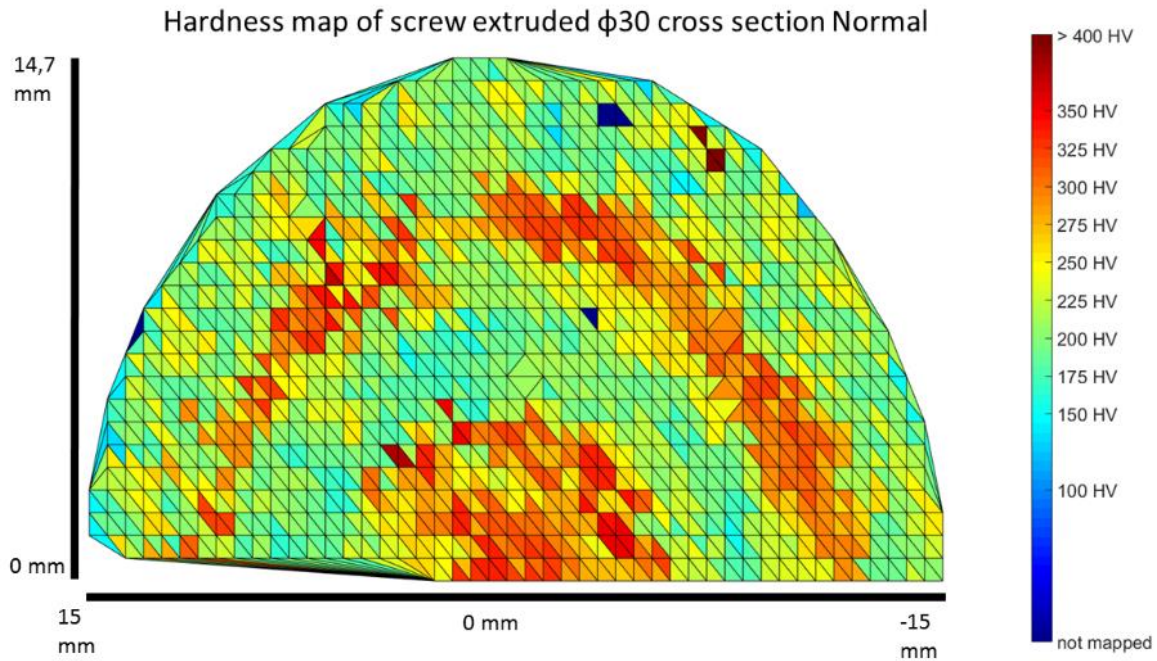 Hardness map of screw extruded ϕ30 cross section Normal
14,7
mm
0 mm
15
mm
0 mm
-15
mm
> 400 HV
350 HV
325 HV
300 HV
275 HV
250 HV
225 HV
200 HV
175 HV
150 HV
100 HV
not mapped